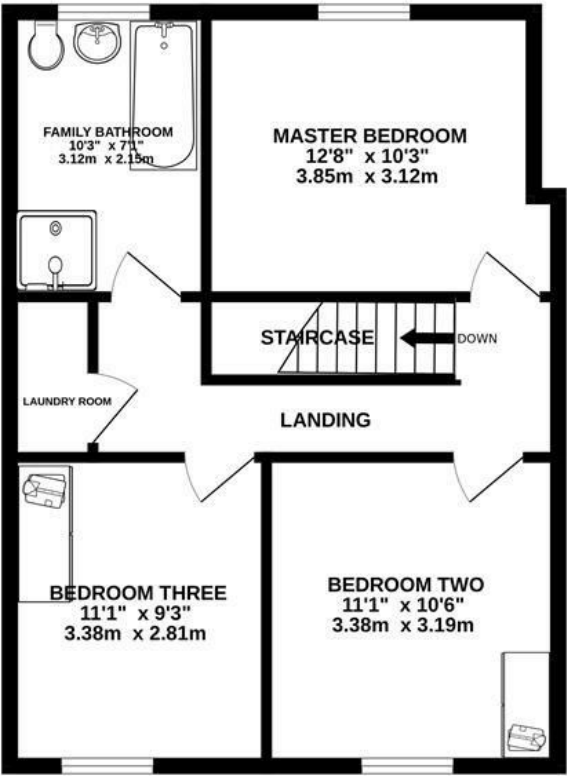 FAMILY BATHROOM
10'3" x 7'1"
3.12m x 2.15m
MASTER BEDROOM
12'8" x 10'3"
3.85m x 3.12m
STAIRCASE
DOWN
LAUNDRY ROOM
LANDING
BEDROOM THREE
11'1" x 9'3"
3.38m x 2.81m
BEDROOM TWO
11'1" x 10'6"
3.38m x 3.19m